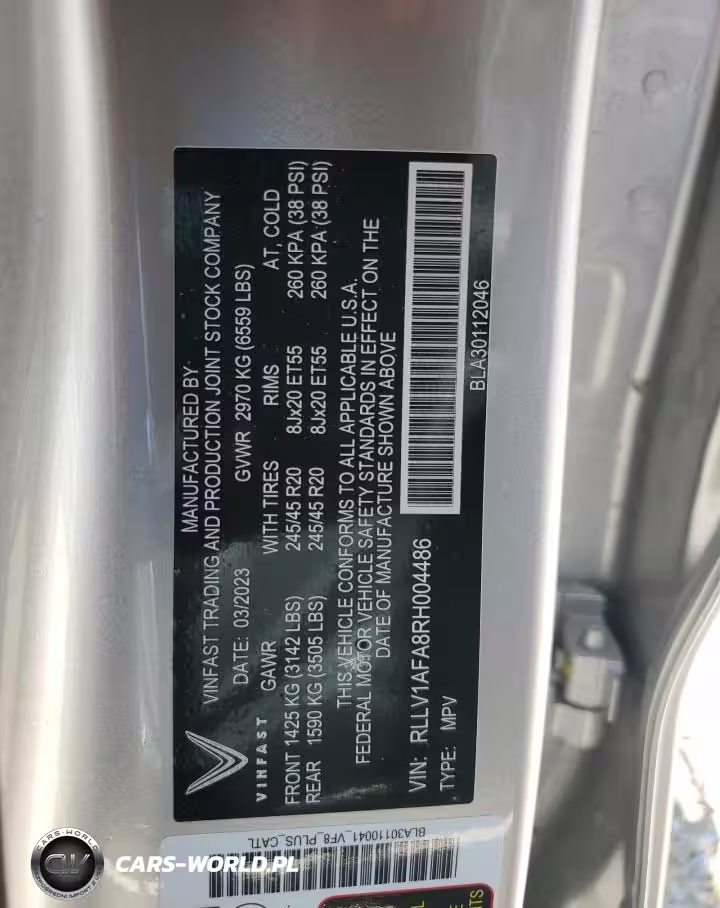 MANUFACTURED BY
VINFAST TRADING AND PRODUCTION JOINT STOCK COMPANY
DATE: 03/2023 GVWR 2970 KG (6559 LBS)
GAWR WITH TIRES RIMS AT, COLD
FRONT 1425 KG (3142 LBS) 245/45 R20 8Jx20 ET55 260 KPA (38 PSI)
REAR 1590 KG (3505 LBS) 245/45 R20 8Jx20 ET55 260 KPA (38 PSI)
VINFAST
THIS VEHICLE CONFORMS TO ALL APPLICABLE U.S.A.
FEDERAL MOTOR VEHICLE SAFETY STANDARDS IN EFFECT ON THE
DATE OF MANUFACTURE SHOWN ABOVE
VIN: RLLV1AFA8RH004486
TYPE: MPV
BLA30112046
BLA30110041_VF8_PLUS_CATL
CARS-WORLD
CW
CARS-WORLD.PL